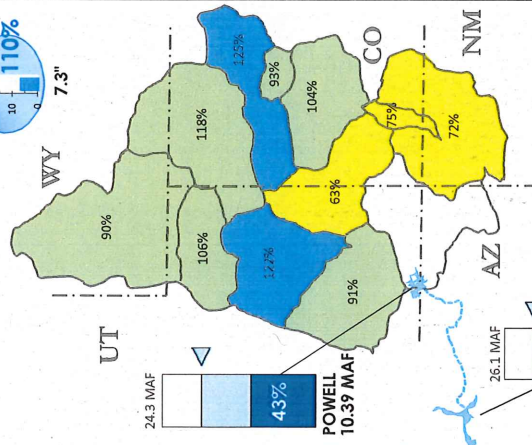 110%
10
0
7.3"
WY
UT
CO
NM
AZ
90%
118%
125%
93%
104%
106%
63%
75%
72%
91%
24.3 MAF
43%
POWELL
10.39 MAF
26.1 MAF